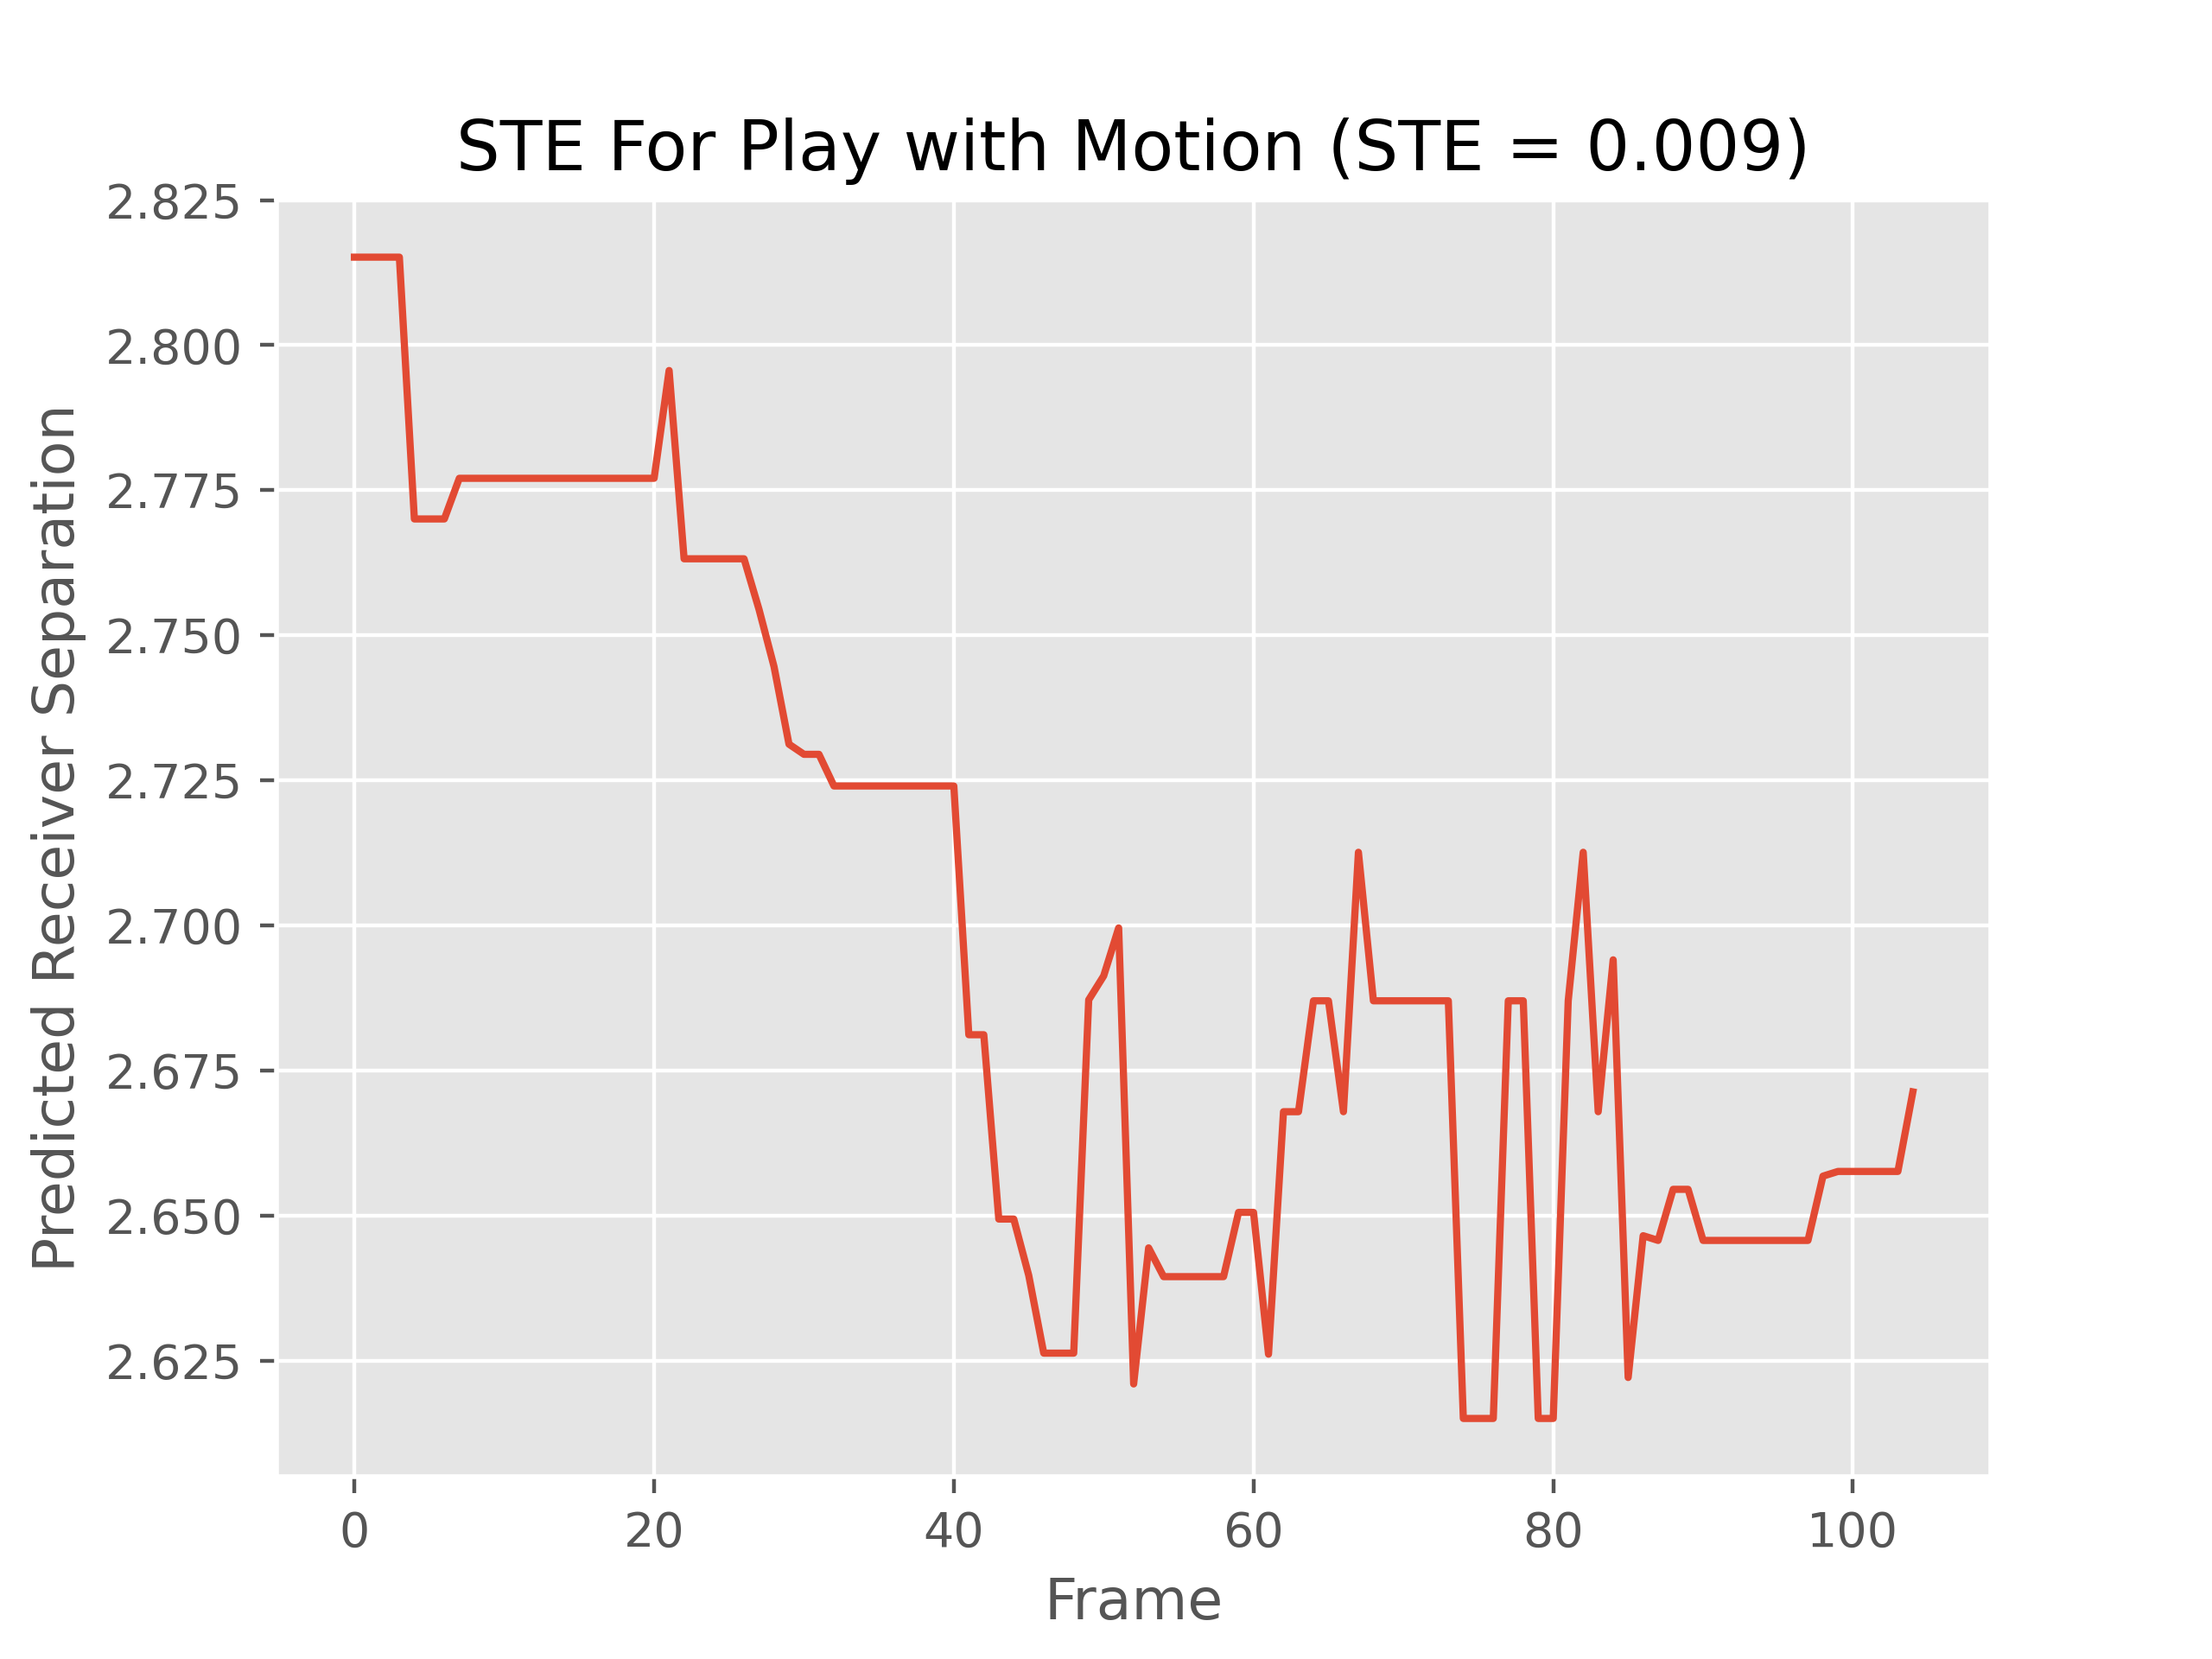 STE For Play with Motion (STE = 0.009)
Predicted Receiver Separation
2.825
2.800
2.775
2.750
2.725
2.700
2.675
2.650
2.625
0 20 40 60 80 100
Frame